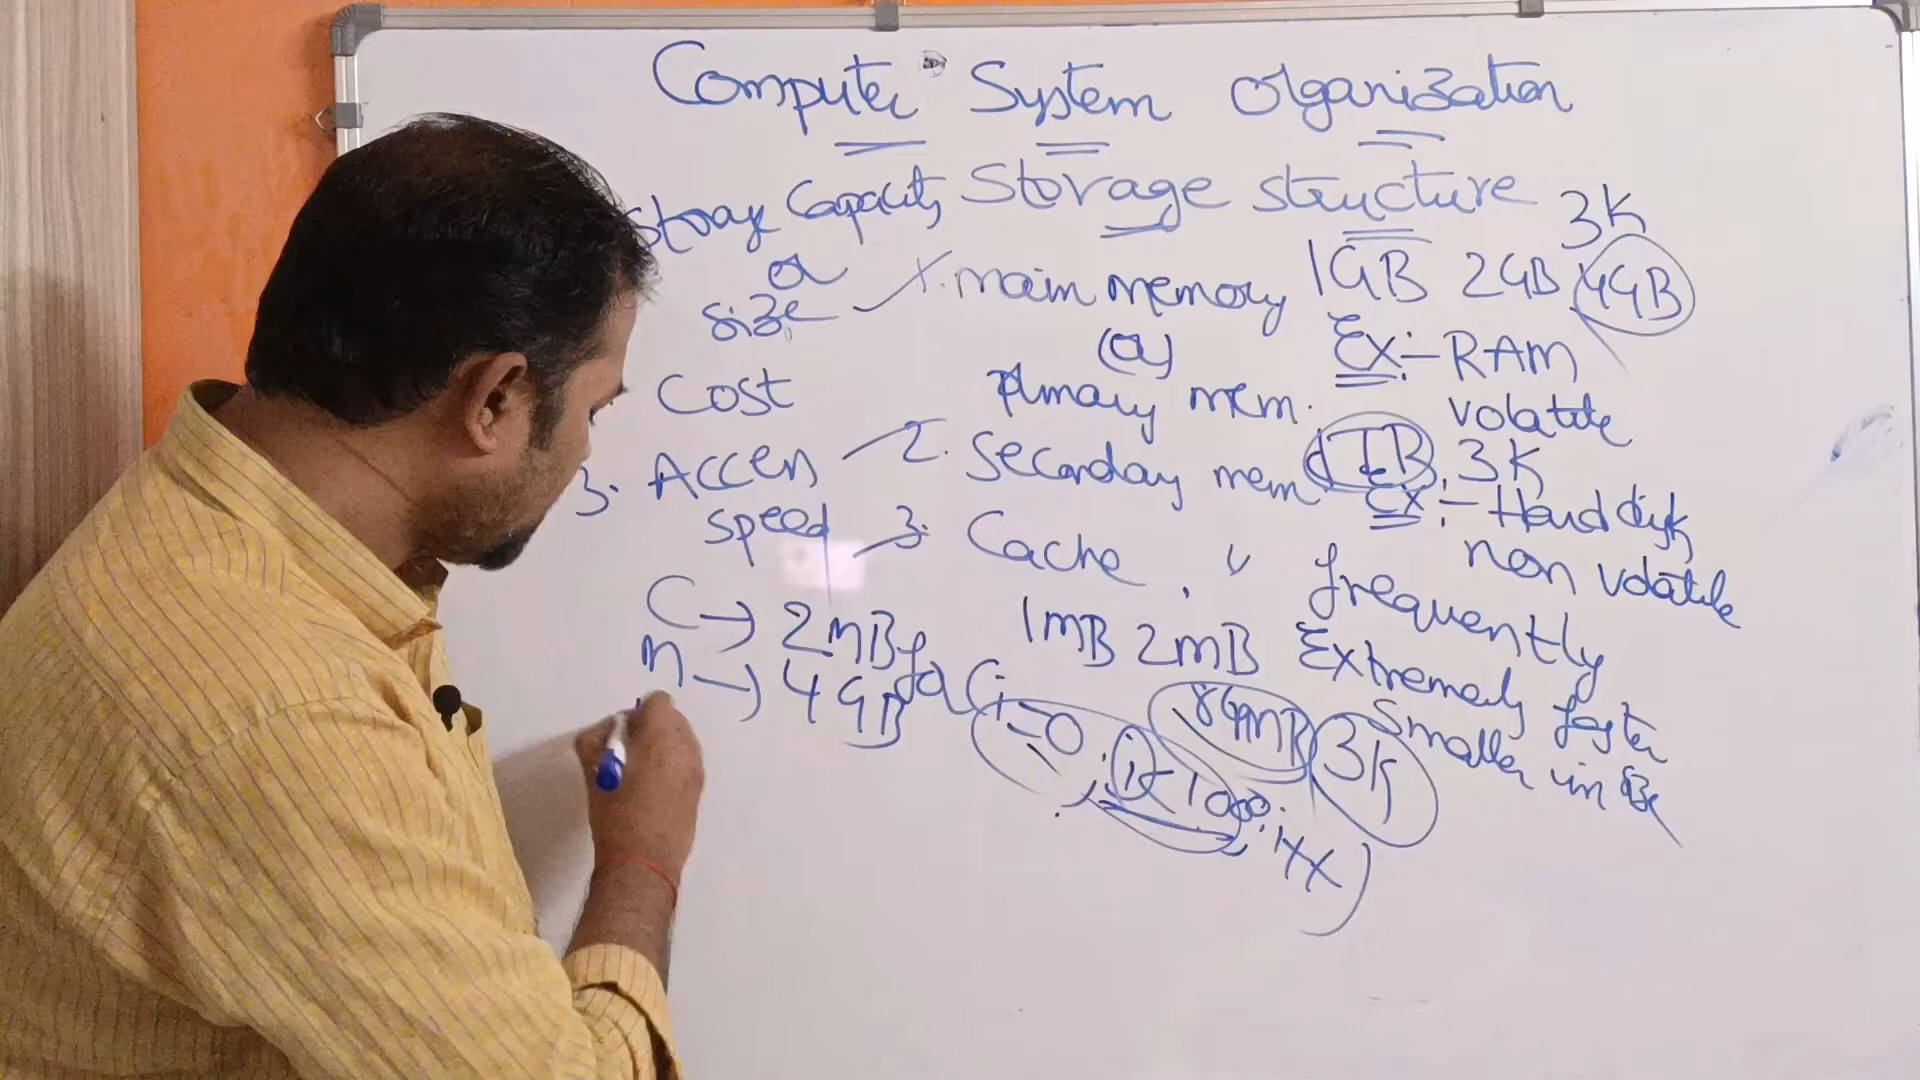 Computer System Organization
Storage Structure
Storage Capacity
or
size
Cost
3. Access
speed
C → 2MB
M → 4GB
1. main memory
(or)
primary mem.
1GB 2GB 4GB
3K
Ex:- RAM
volatile
2. Secondary mem
1TB, 3K
Ex:- Hard disk
non volatile
3. Cache "
1MB 2MB
frequently
Extremely faster
Smaller in
for(i=0; i<1000; i++)
3K